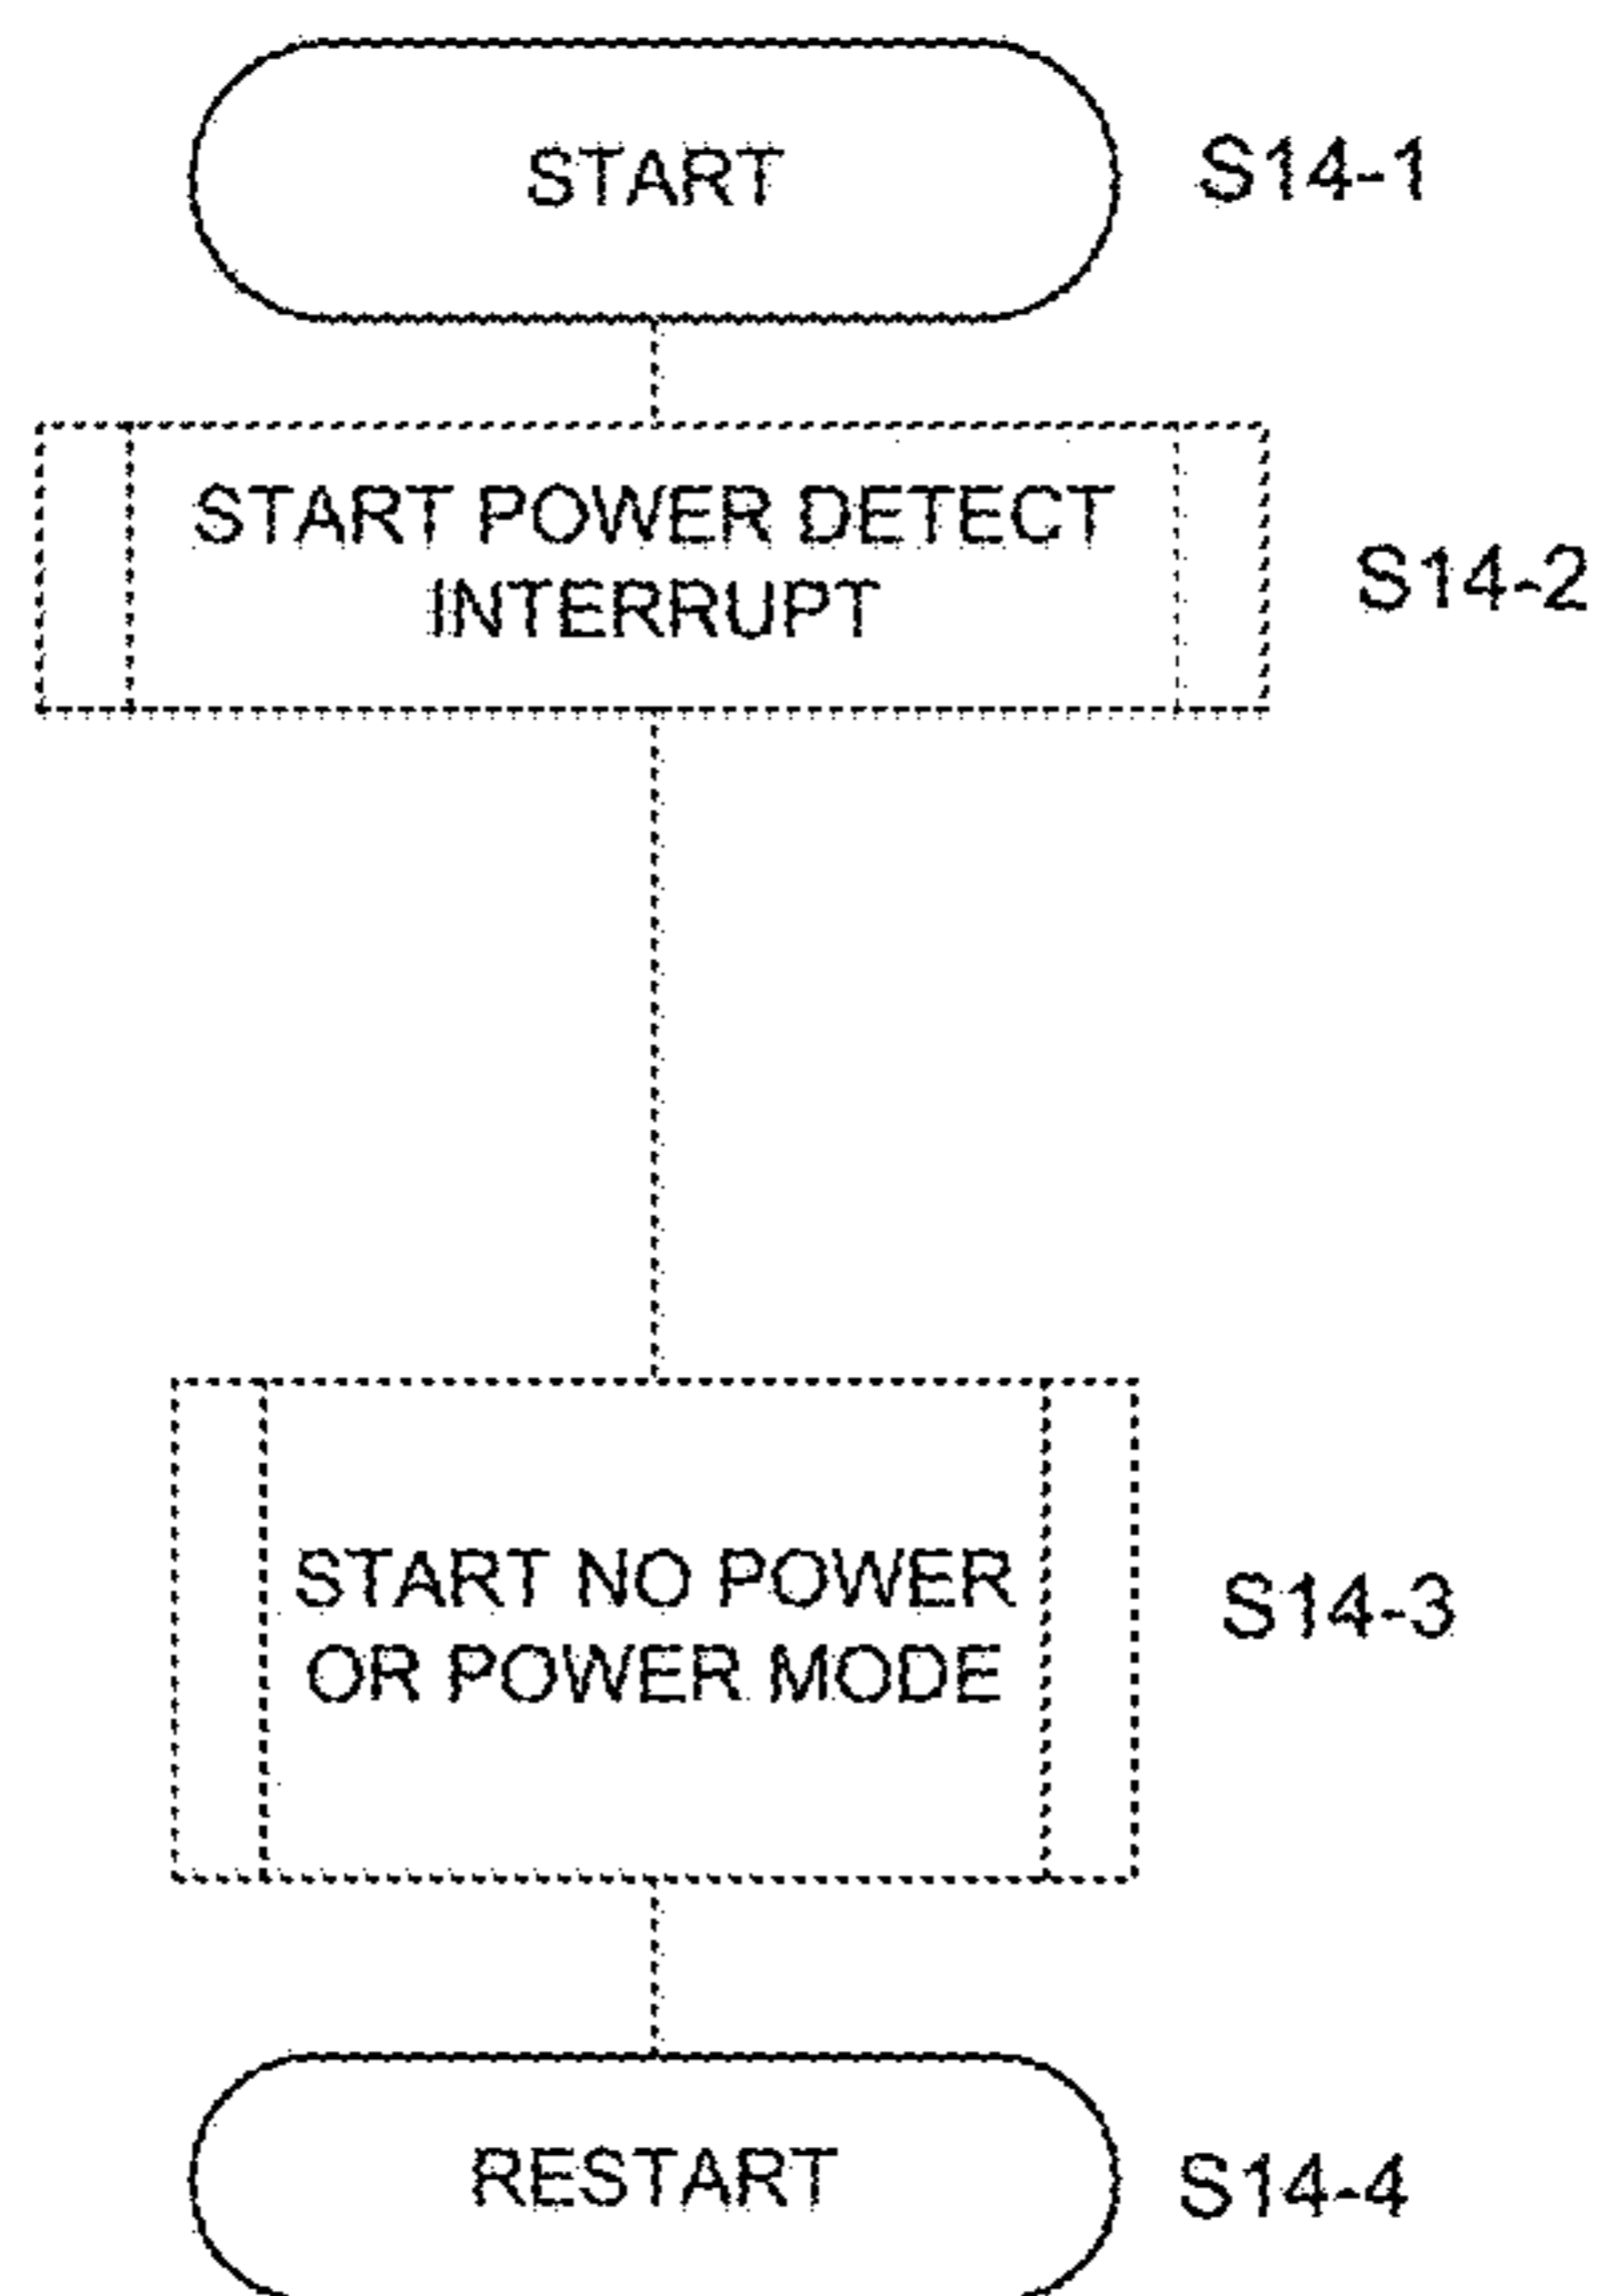 START
S14-1
START POWER DETECT
INTERRUPT
S14-2
START NO POWER
OR POWER MODE
S14-3
RESTART
S14-4